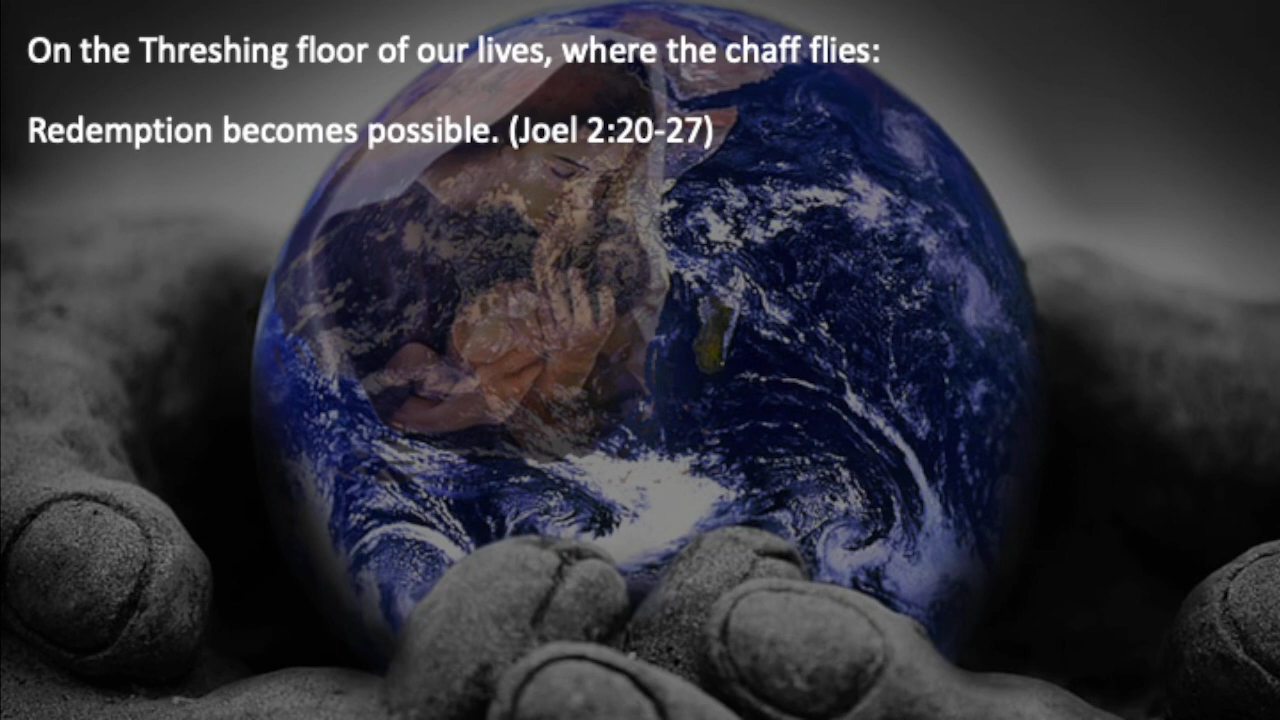 On the Threshing floor of our lives, where the chaff flies:
Redemption becomes possible. (Joel 2:20-27)